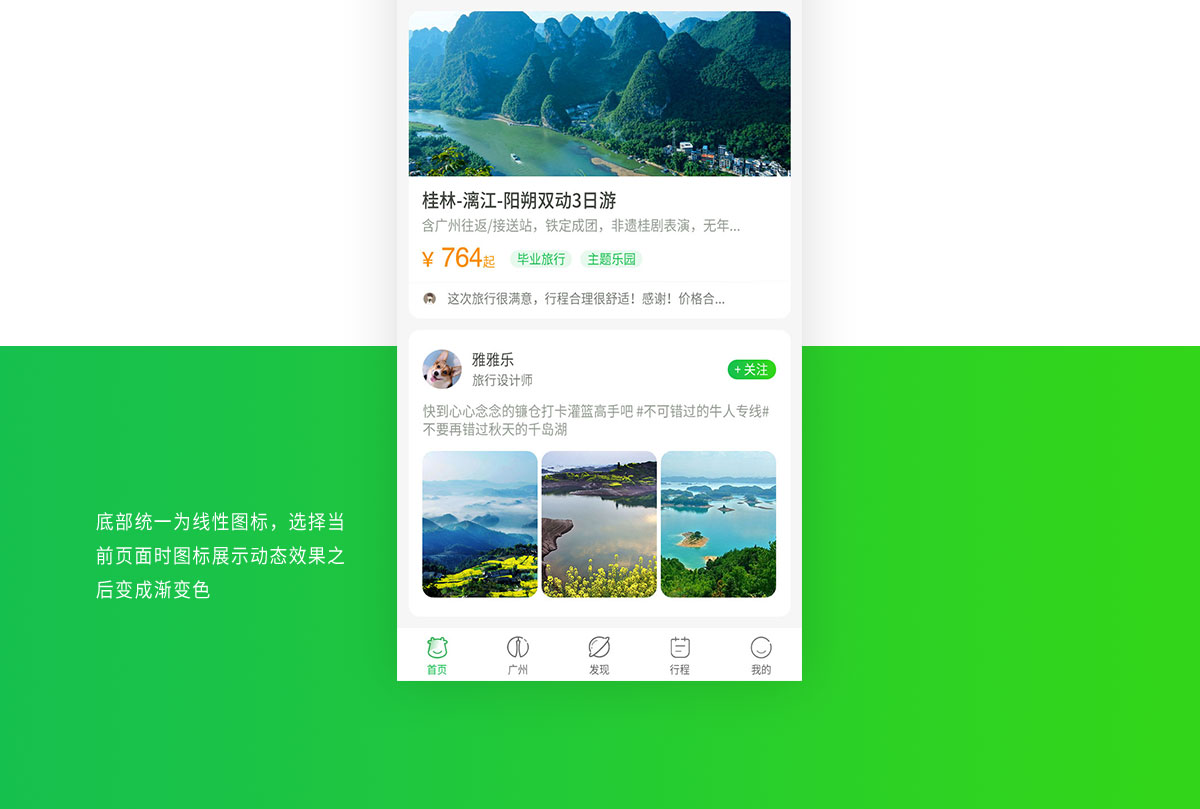 桂林-漓江-阳朔双动3日游
含广州往返/接送站，铁定成团，非遗桂剧表演，无年...
¥ 764起 毕业旅行 主题乐园
这次旅行很满意，行程合理很舒适！感谢！价格合...
雅雅乐
旅行设计师
+ 关注
快到心心念念的镰仓打卡灌篮高手吧 #不可错过的牛人专线#
不要再错过秋天的千岛湖
底部统一为线性图标，选择当
前页面时图标展示动态效果之
后变成渐变色
首页 广州 发现 行程 我的